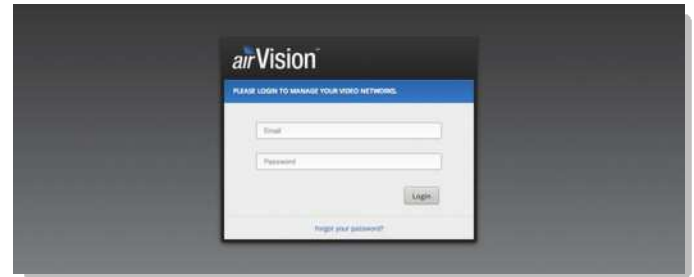 airVision
PLEASE LOGIN TO MANAGE YOUR VIDEO NETWORKS.
Email
Password
Login
Forgot your password?